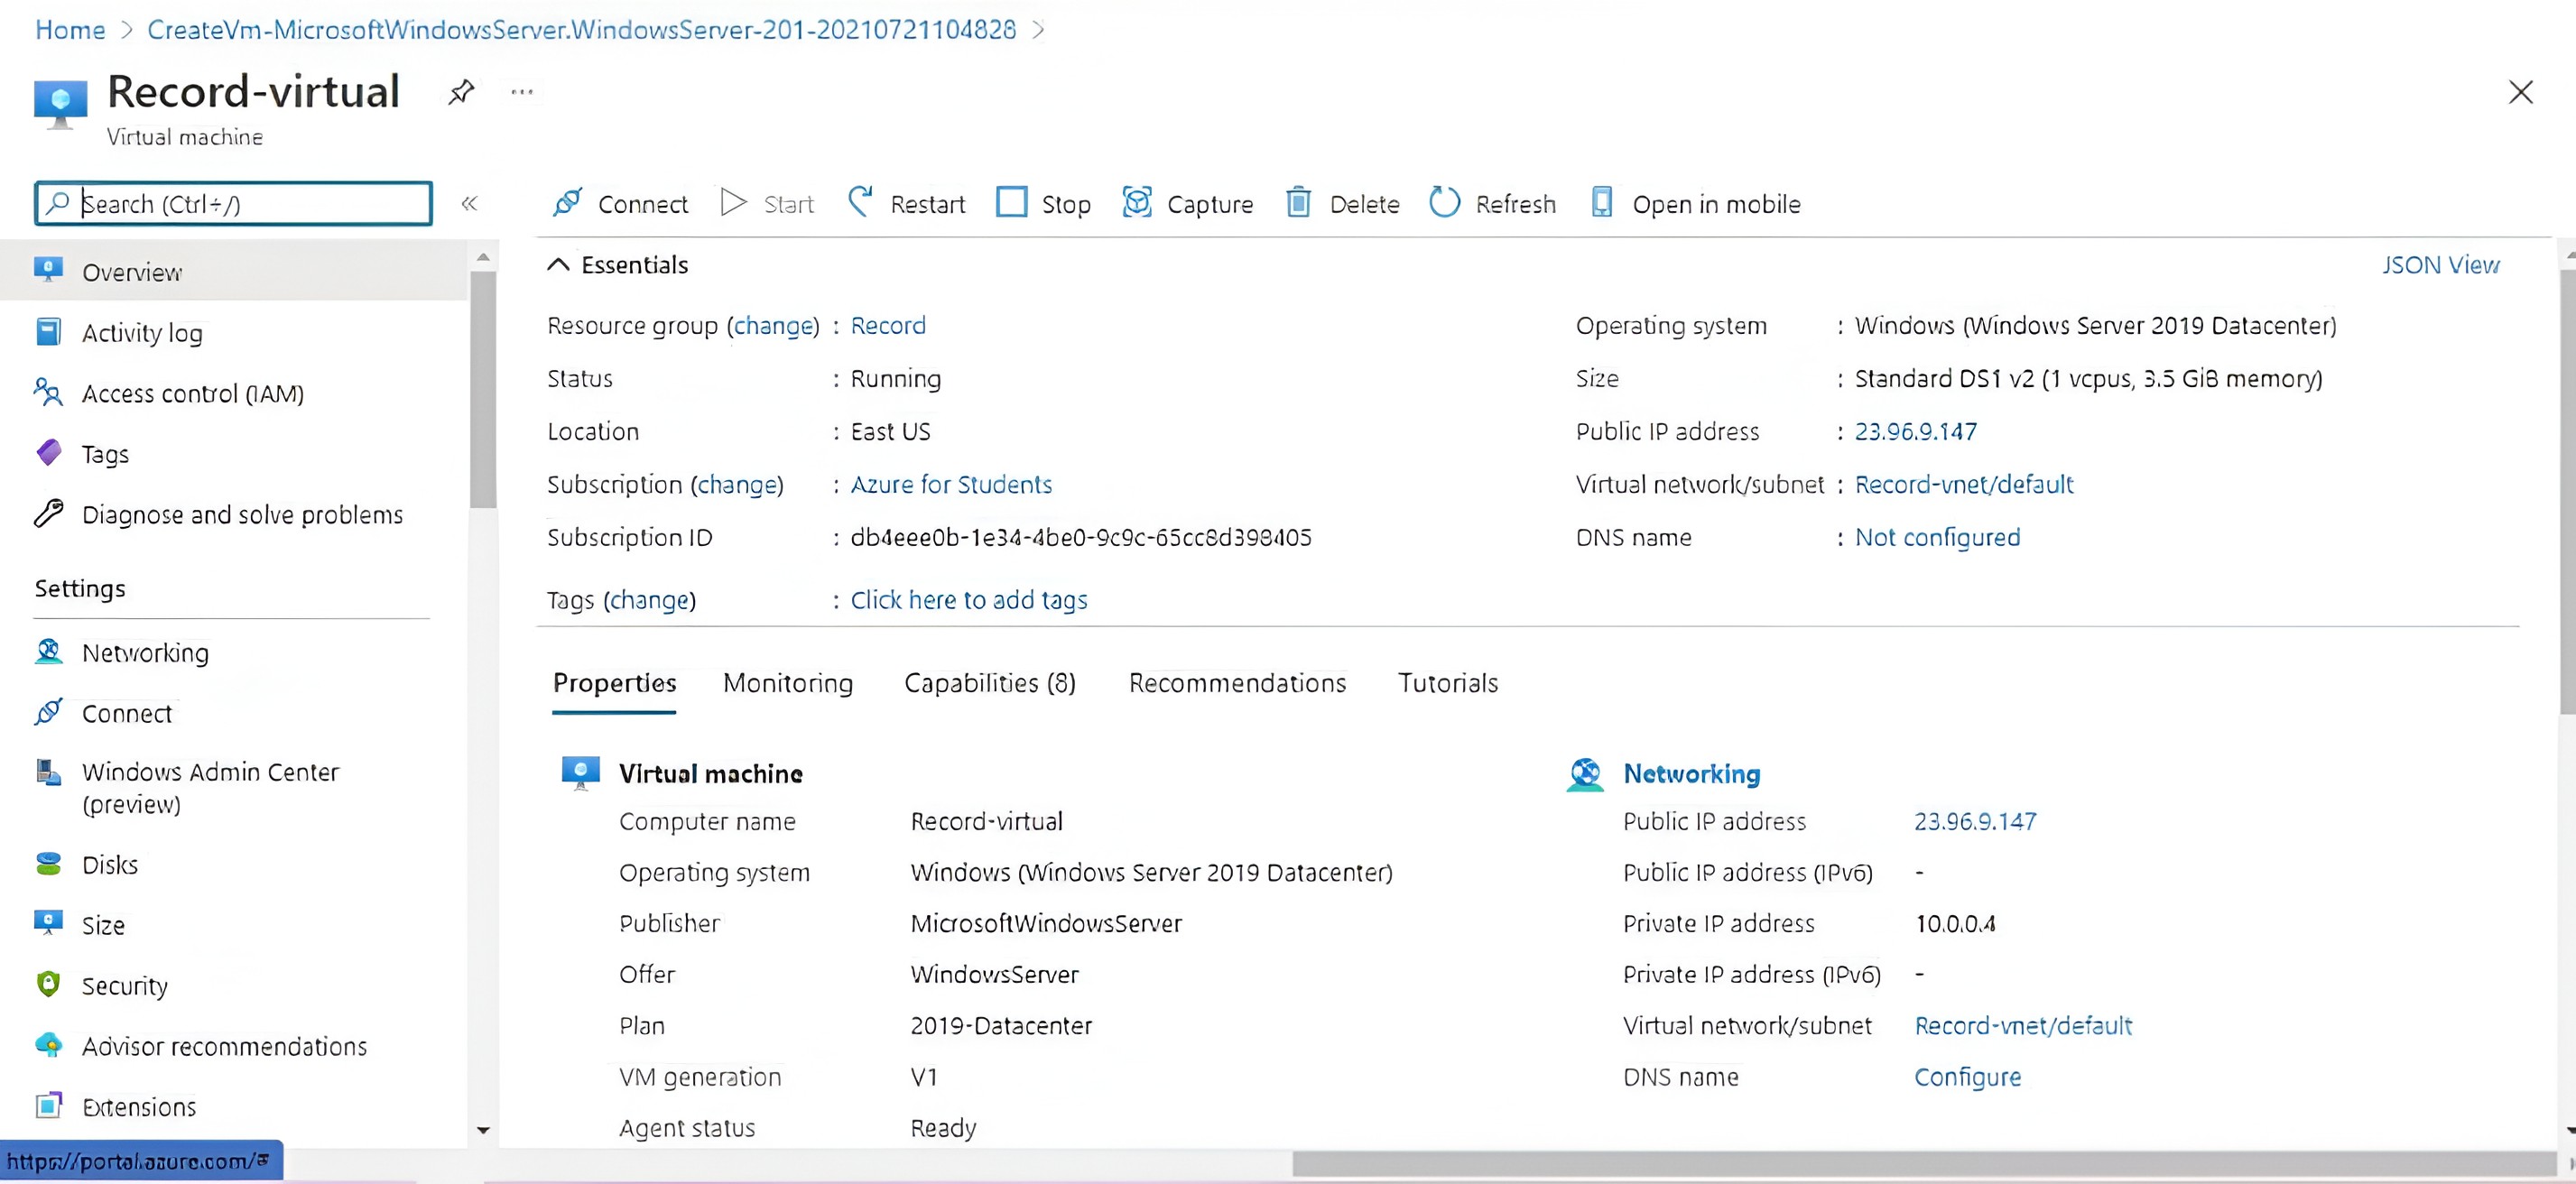 Home > CreateVm-MicrosoftWindowsServer.WindowsServer-201-20210721104828 >
Record-virtual
Virtual machine
Search (Ctrl+/)
Connect
Start
Restart
Stop
Capture
Delete
Refresh
Open in mobile
Overview
Activity log
Access control (IAM)
Tags
Diagnose and solve problems
Settings
Networking
Connect
Windows Admin Center
(preview)
Disks
Size
Security
Advisor recommendations
Extensions
https://portal.azure.com/#
Essentials
JSON View
Resource group (change) : Record
Status : Running
Location : East US
Subscription (change) : Azure for Students
Subscription ID : db4eee0b-1e34-4be0-9c9c-65cc8d398405
Tags (change) : Click here to add tags
Operating system : Windows (Windows Server 2019 Datacenter)
Size : Standard DS1 v2 (1 vcpus, 3.5 GiB memory)
Public IP address : 23.96.9.147
Virtual network/subnet : Record-vnet/default
DNS name : Not configured
Properties
Monitoring
Capabilities (8)
Recommendations
Tutorials
Virtual machine
Computer name Record-virtual
Operating system Windows (Windows Server 2019 Datacenter)
Publisher MicrosoftWindowsServer
Offer WindowsServer
Plan 2019-Datacenter
VM generation V1
Agent status Ready
Networking
Public IP address 23.96.9.147
Public IP address (IPv6) -
Private IP address 10.0.0.4
Private IP address (IPv6) -
Virtual network/subnet Record-vnet/default
DNS name Configure